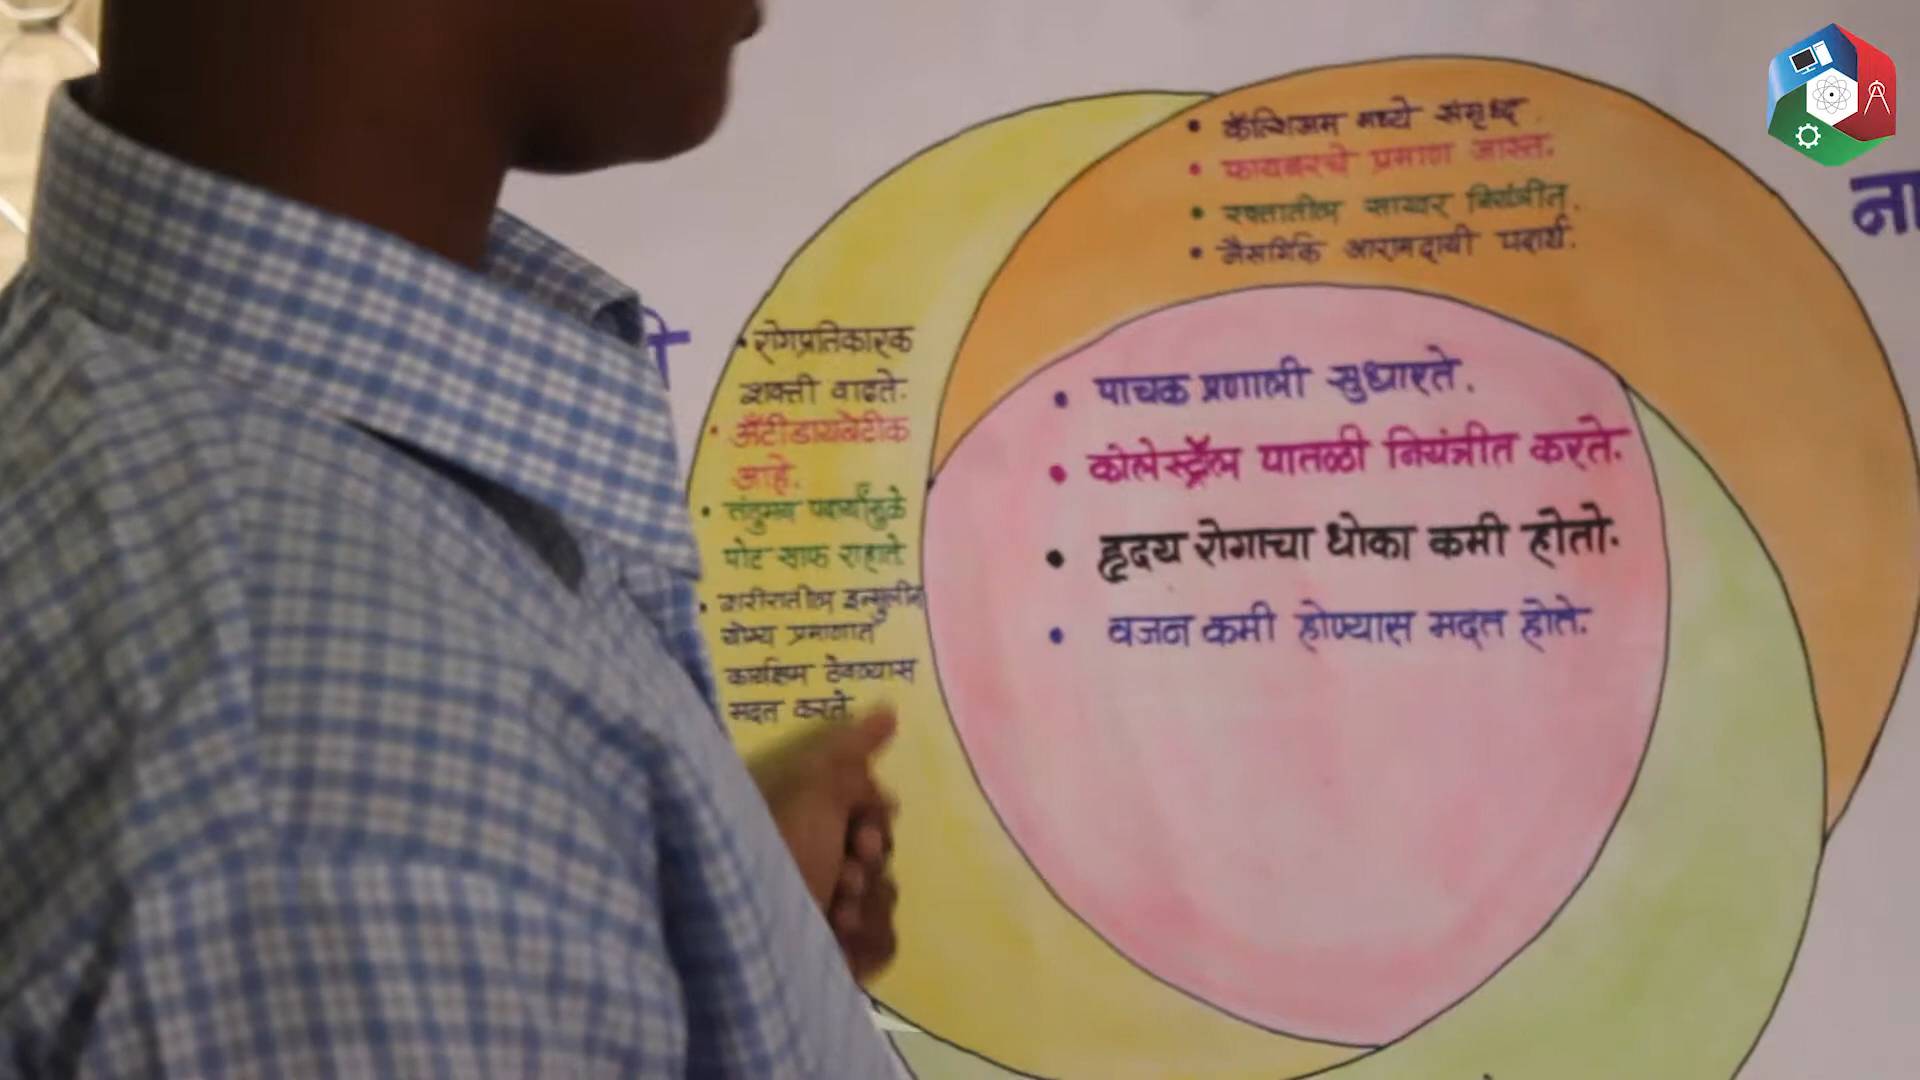 कॅल्शिअम मध्ये समृध्द.
फायबरचे प्रमाण जास्त.
रक्तातील साखर नियंत्रीत.
नैसर्गिक आरामदायी पदार्थ.
रोगप्रतिकारक
शक्ती वाढते.
अँटीडायबेटीक
आहे.
तंतुमय पदार्थांमुळे
पोट साफ राहाते
शरीरातील इन्सुलीन
योग्य प्रमाणात
कार्यक्षम ठेवण्यास
मदत करते.
पाचक प्रणाली सुधारते.
कोलेस्ट्रॉल पातळी नियंत्रीत करते.
हृदय रोगाचा धोका कमी होतो.
वजन कमी होण्यास मदत होते.
ना